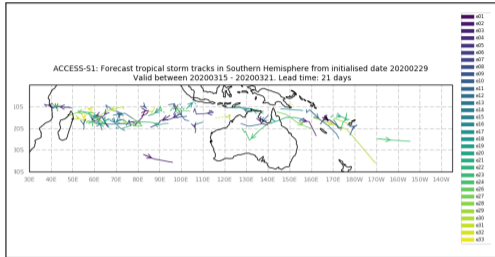 ACCESS-S1: Forecast tropical storm tracks in Southern Hemisphere from initialised date 20200229
Valid between 20200315 - 20200321. Lead time: 21 days
10S
20S
30S
40S
30E 40E 50E 60E 70E 80E 90E 100E 110E 120E 130E 140E 150E 160E 170E 180E 170W 160W 150W 140W
e01
e02
e03
e04
e05
e06
e07
e08
e09
e10
e11
e12
e13
e14
e15
e16
e17
e18
e19
e20
e21
e22
e23
e24
e25
e26
e27
e28
e29
e30
e31
e32
e33